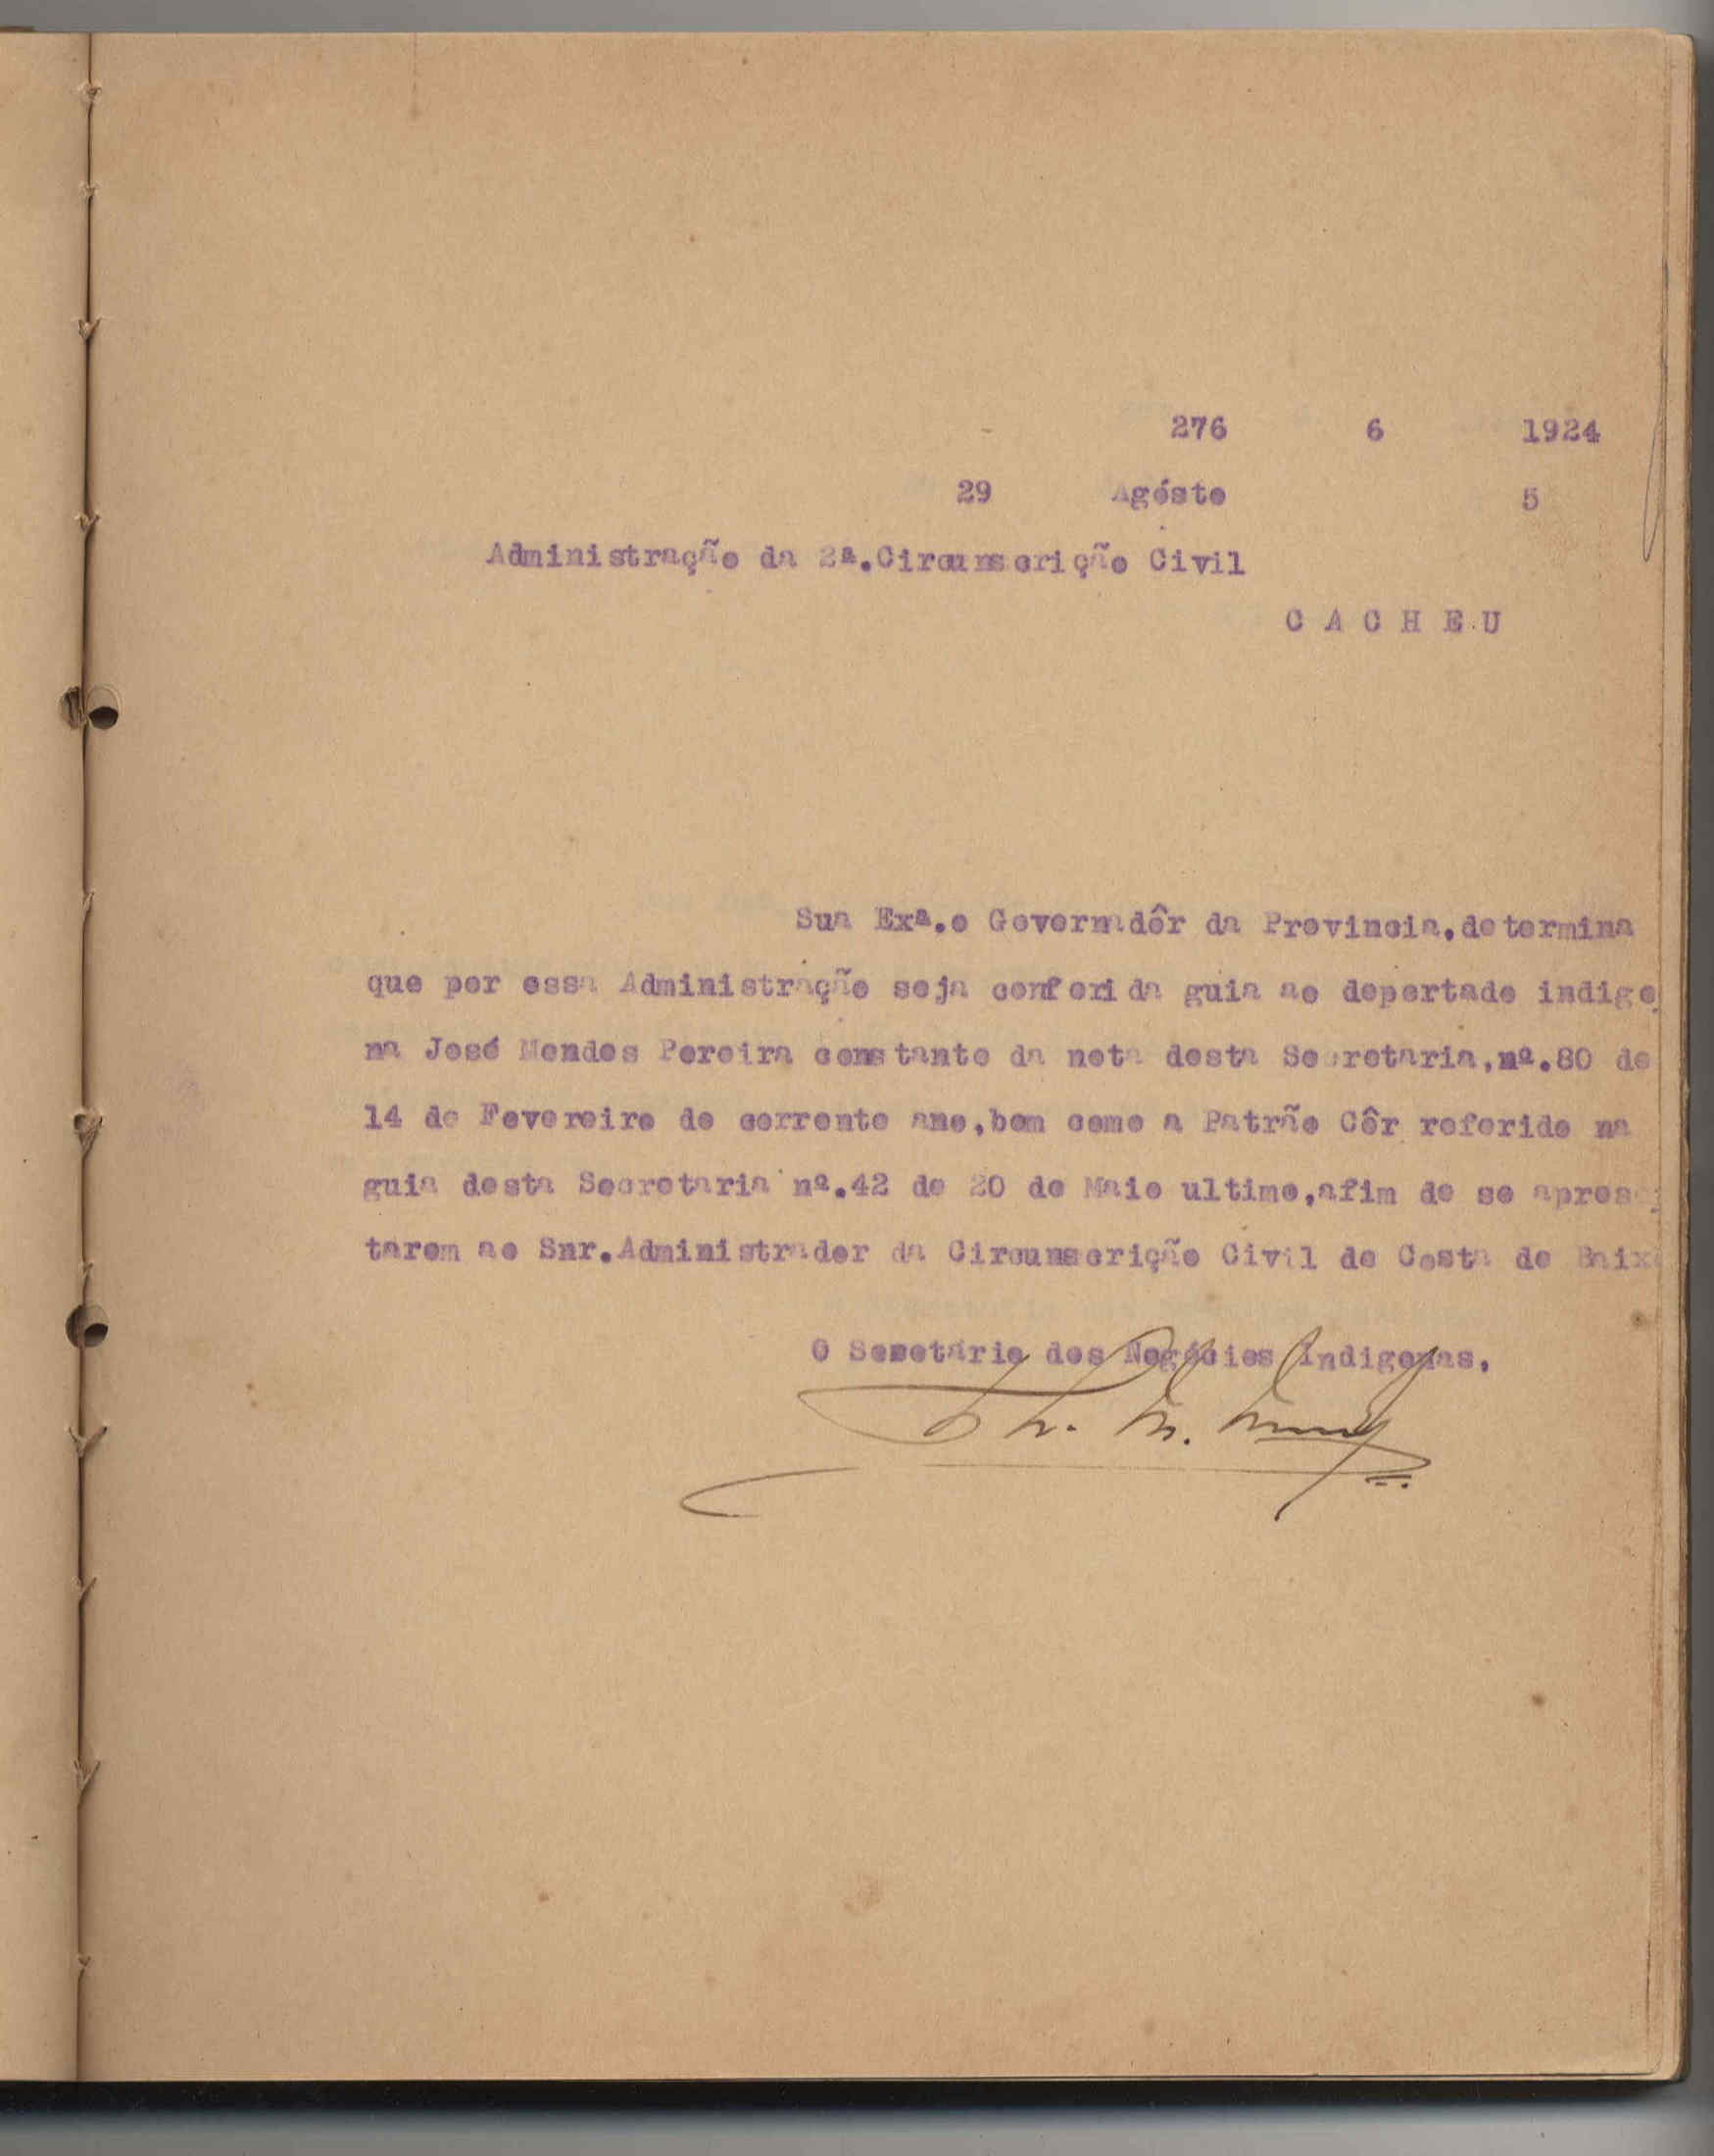 276 6 1924
29 Agósto 5
Administração da 2ª.Circunscrição Civil
C A C H E U
Sua Exª.o Governadôr da Provincia,determina
que por essa Administração seja conferida guia ao deportado indige
na José Mendes Pereira constante da nota desta Secretaria,nº.80 de
14 de Fevereiro do corrente ano,bem como a Patrão Côr referido na
guia desta Secretaria nº.42 de 20 de Maio ultimo,afim de se apresen
tarem ao Snr.Administrador da Circunscrição Civil de Costa de Baixo
O Secretário dos Negócios Indigenas.